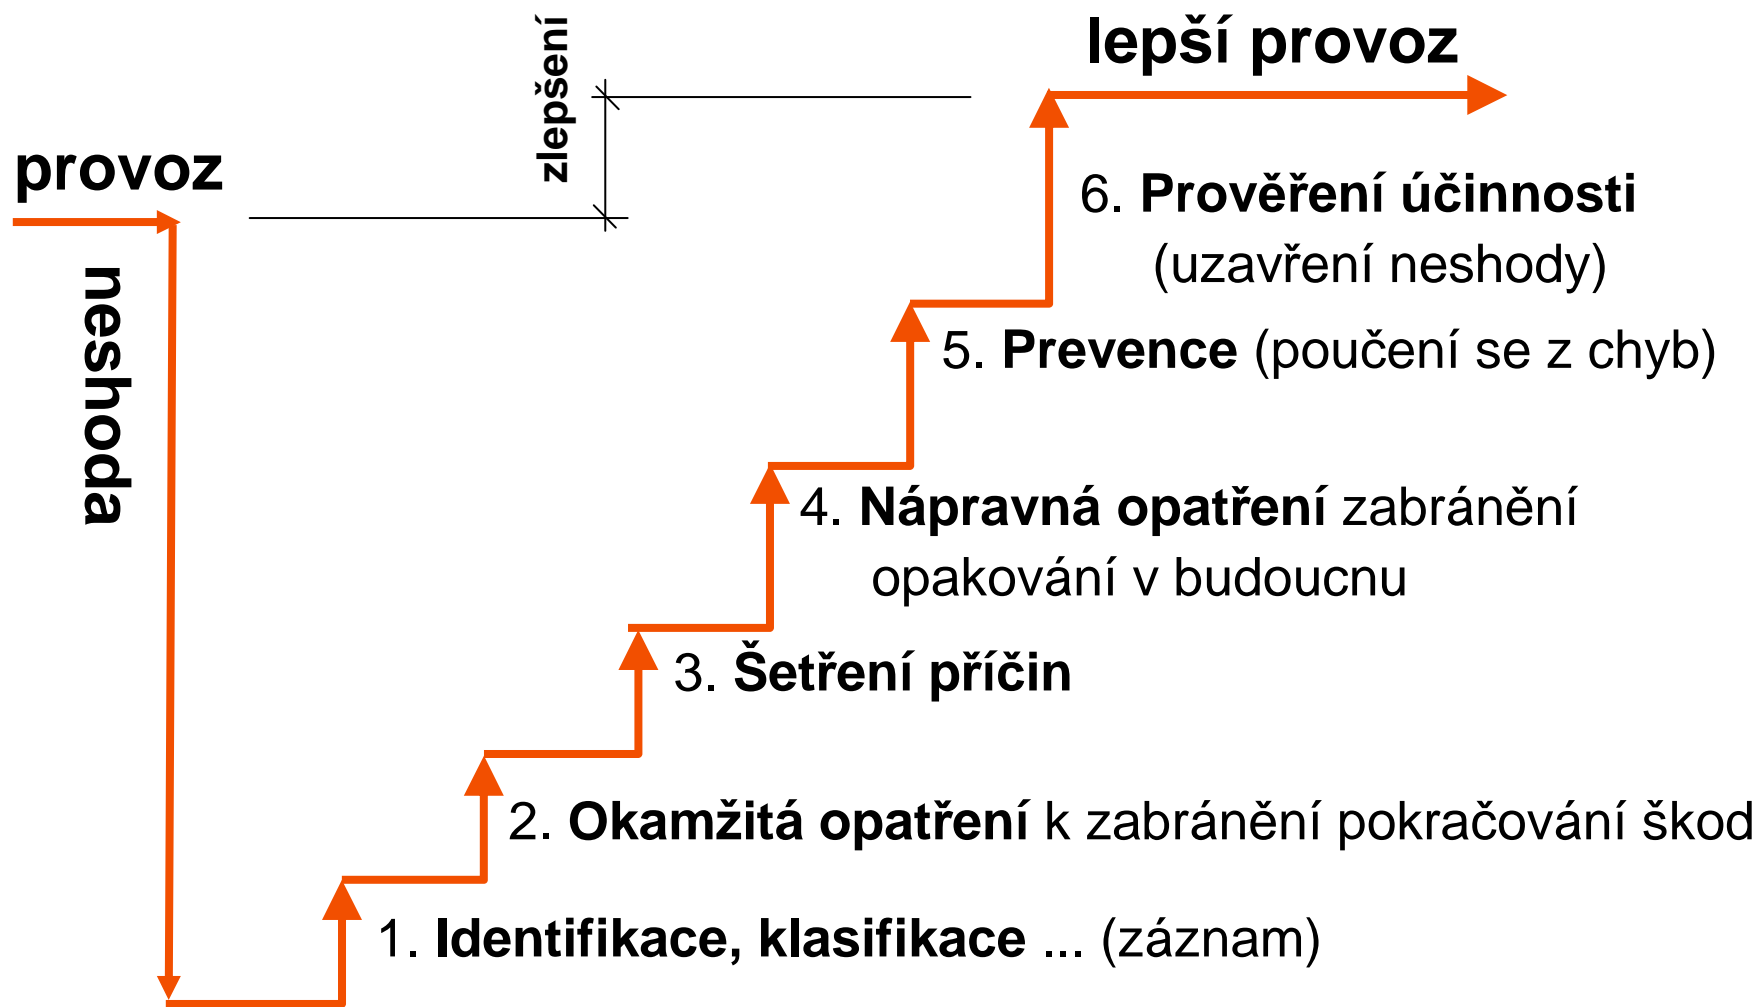 zlepšení
lepší provoz
provoz
neshoda
6. Prověření účinnosti
(uzavření neshody)
5. Prevence (poučení se z chyb)
4. Nápravná opatření zabránění
opakování v budoucnu
3. Šetření příčin
2. Okamžitá opatření k zabránění pokračování škod
1. Identifikace, klasifikace ... (záznam)